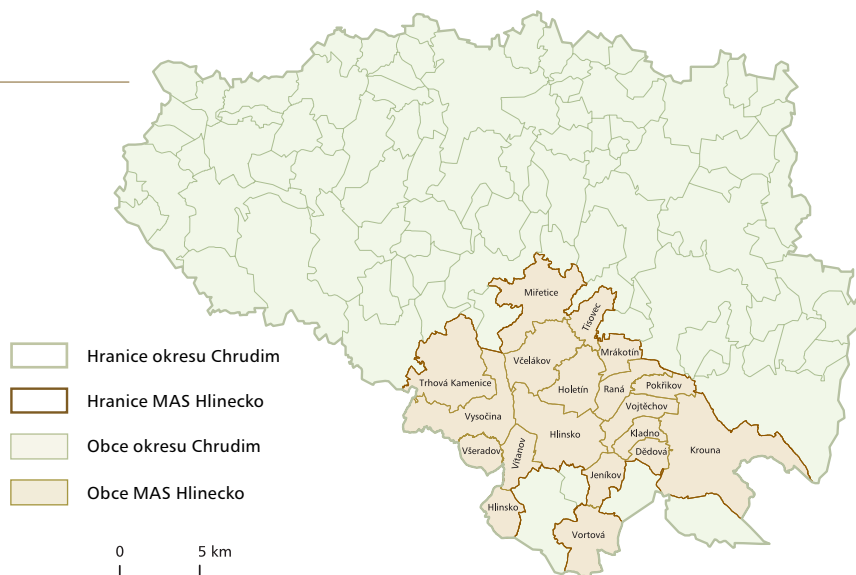 Miřetice
Tisovec
Mrákotín
Včelákov
Trhová Kamenice
Holetín
Raná
Pokřikov
Vojtěchov
Vysočina
Hlinsko
Kladno
Krouna
Všeradov
Vítanov
Dědová
Jeníkov
Hlinsko
Vortová
Hranice okresu Chrudim
Hranice MAS Hlinecko
Obce okresu Chrudim
Obce MAS Hlinecko
0 5 km